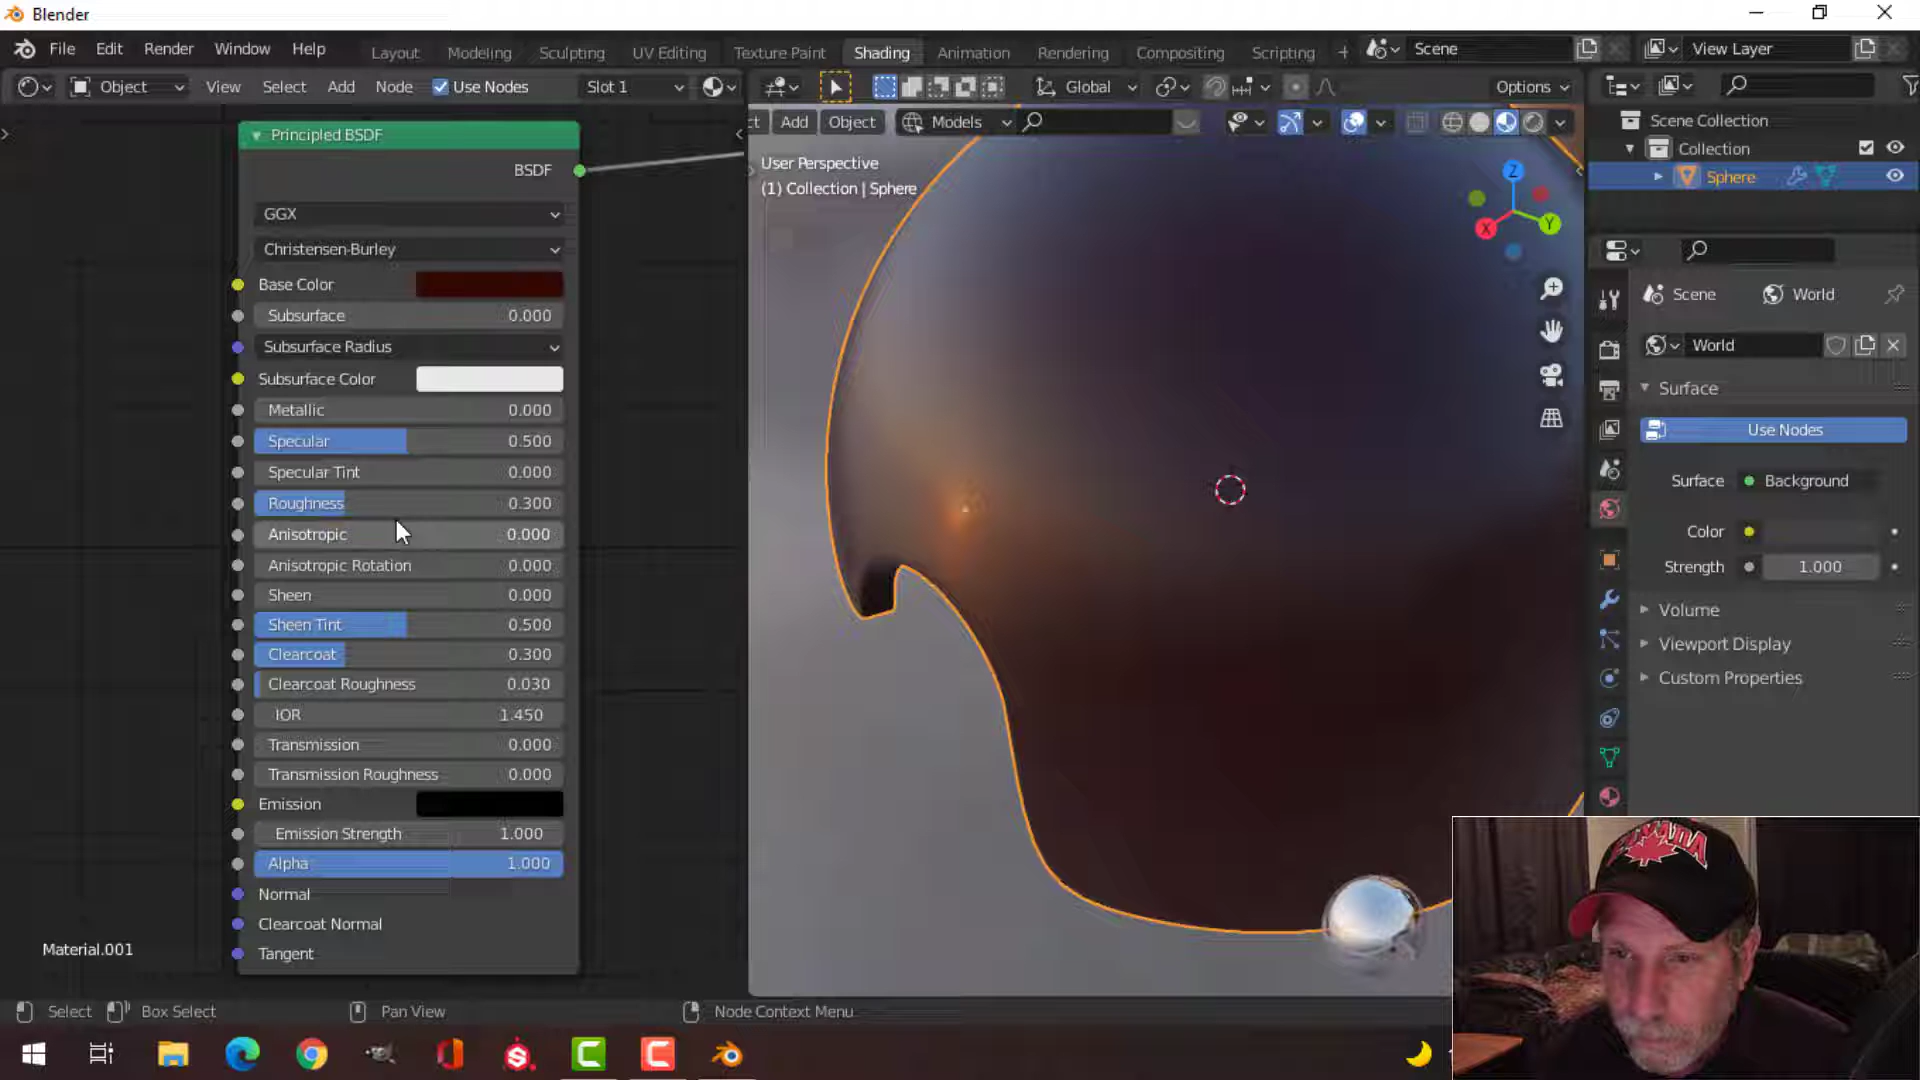 Blender
File Edit Render Window Help
Layout Modeling Sculpting UV Editing Texture Paint Shading Animation Rendering Compositing Scripting +
Scene
View Layer
Object View Select Add Node Use Nodes Slot 1
Global
Options
Add Object Models
User Perspective
(1) Collection | Sphere
Principled BSDF
BSDF
GGX
Christensen-Burley
Base Color
Subsurface 0.000
Subsurface Radius
Subsurface Color
Metallic 0.000
Specular 0.500
Specular Tint 0.000
Roughness 0.300
Anisotropic 0.000
Anisotropic Rotation 0.000
Sheen 0.000
Sheen Tint 0.500
Clearcoat 0.300
Clearcoat Roughness 0.030
IOR 1.450
Transmission 0.000
Transmission Roughness 0.000
Emission
Emission Strength 1.000
Alpha 1.000
Normal
Clearcoat Normal
Tangent
Material.001
Z
X
Y
Scene Collection
Collection
Sphere
Scene World
World
Surface
Use Nodes
Surface Background
Color
Strength 1.000
Volume
Viewport Display
Custom Properties
CANADA
Select Box Select Pan View Node Context Menu